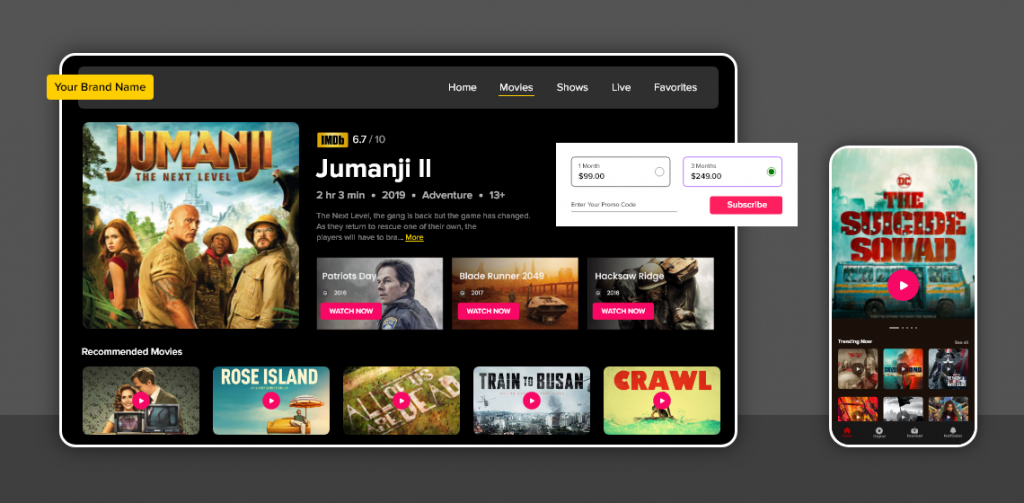 Your Brand Name
Home Movies Shows Live Favorites
JUMANJI
THE NEXT LEVEL
IMDb 6.7 / 10
Jumanji II
2 hr 3 min • 2019 • Adventure • 13+
The Next Level, the gang is back but the game has changed.
As they return to rescue one of their own, the
players will have to bra... More
1 Month
$99.00
3 Months
$249.00
Enter Your Promo Code
Subscribe
Patriots Day
G 2016
WATCH NOW
Blade Runner 2049
G 2017
WATCH NOW
Hacksaw Ridge
G 2016
WATCH NOW
Recommended Movies
ROSE ISLAND
ALL OF US
DEAD
TRAIN TO BUSAN
CRAWL
DC
THE
SUICIDE
SQUAD
Trending Now
See all
Home
Original
Download
Notification